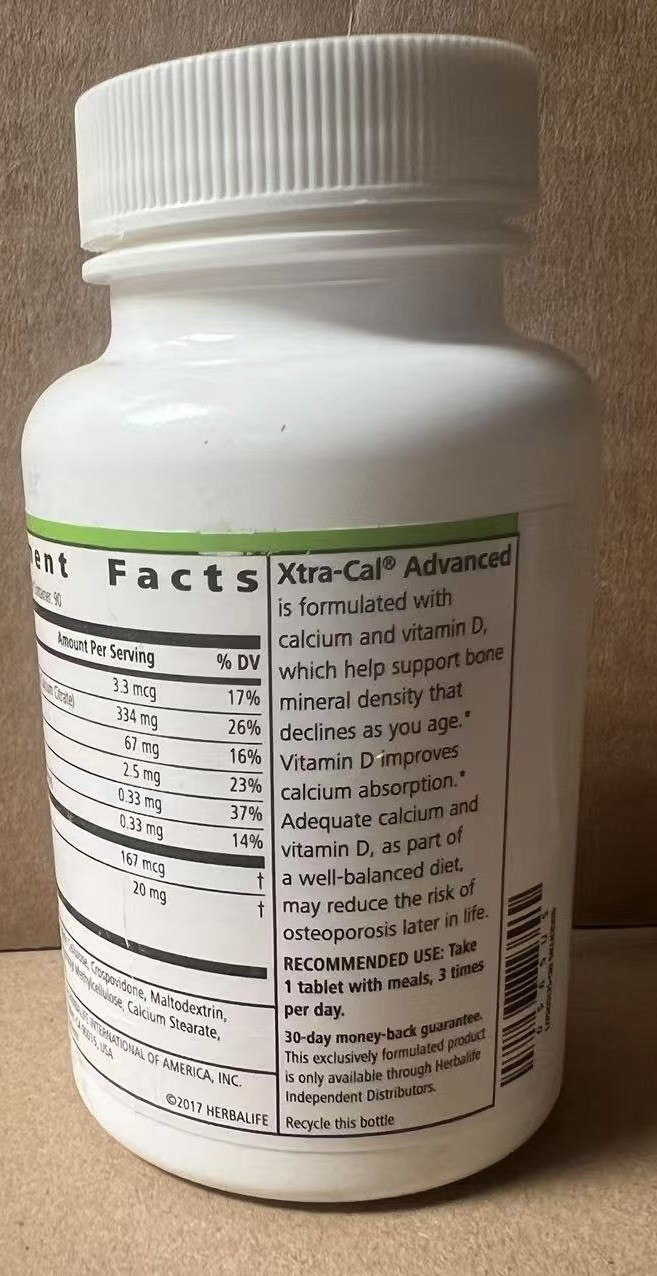 Facts
90
Amount Per Serving % DV
3.3 mcg 17%
334 mg 26%
67 mg 16%
2.5 mg 23%
0.33 mg 37%
0.33 mg 14%
167 mcg †
20 mg †
Crospovidone, Maltodextrin,
Methylcellulose, Calcium Stearate,
INTERNATIONAL OF AMERICA, INC.
USA
©2017 HERBALIFE
Xtra-Cal® Advanced
is formulated with
calcium and vitamin D,
which help support bone
mineral density that
declines as you age.*
Vitamin D improves
calcium absorption.*
Adequate calcium and
vitamin D, as part of
a well-balanced diet,
may reduce the risk of
osteoporosis later in life.
RECOMMENDED USE: Take
1 tablet with meals, 3 times
per day.
30-day money-back guarantee.
This exclusively formulated product
is only available through Herbalife
Independent Distributors.
Recycle this bottle